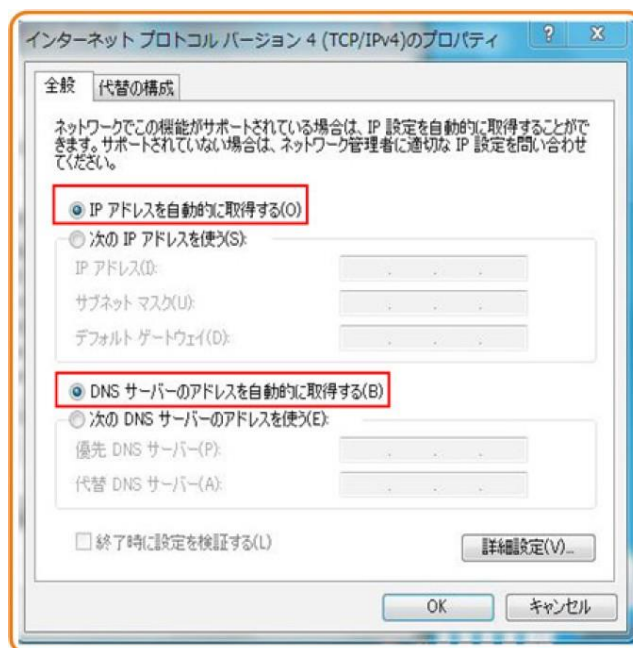 インターネット プロトコル バージョン 4 (TCP/IPv4)のプロパティ
全般
代替の構成
ネットワークでこの機能がサポートされている場合は、IP 設定を自動的に取得することがで
きます。サポートされていない場合は、ネットワーク管理者に適切な IP 設定を問い合わせ
てください。
IP アドレスを自動的に取得する(O)
次の IP アドレスを使う(S):
IP アドレス(I):
サブネット マスク(U):
デフォルト ゲートウェイ(D):
DNS サーバーのアドレスを自動的に取得する(B)
次の DNS サーバーのアドレスを使う(E):
優先 DNS サーバー(P):
代替 DNS サーバー(A):
終了時に設定を検証する(L)
詳細設定(V)...
OK
キャンセル